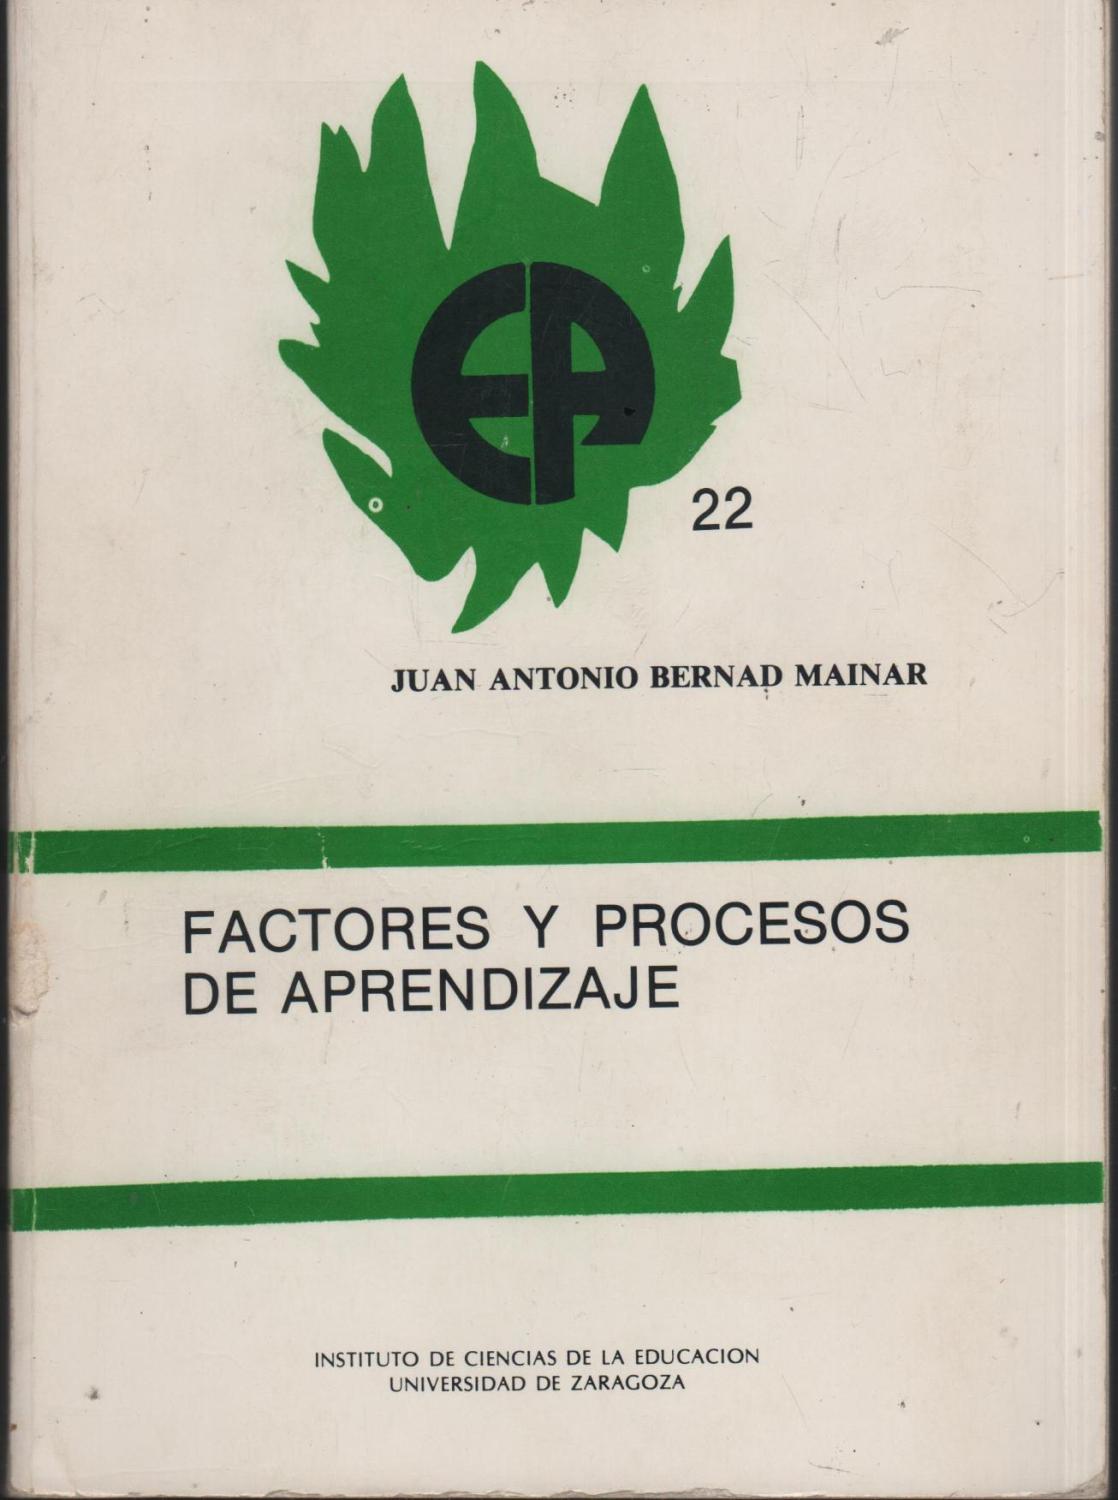 EA
22
JUAN ANTONIO BERNAD MAINAR
FACTORES Y PROCESOS
DE APRENDIZAJE
INSTITUTO DE CIENCIAS DE LA EDUCACION
UNIVERSIDAD DE ZARAGOZA